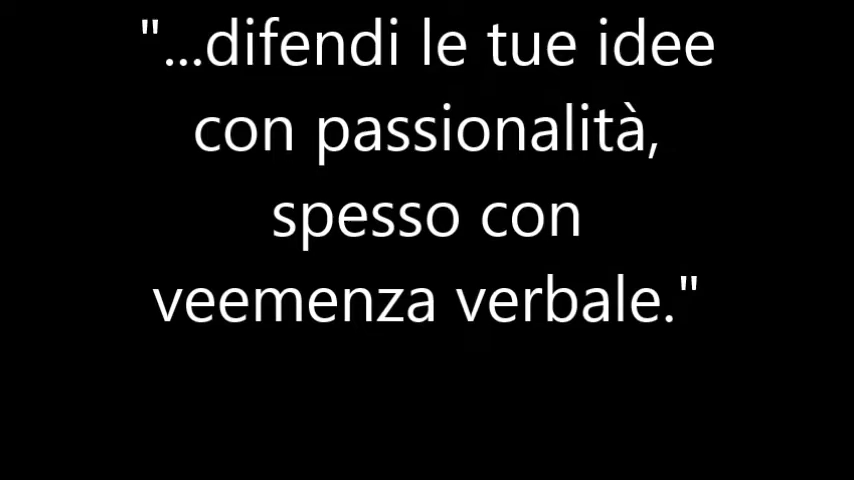 "...difendi le tue idee
con passionalità,
spesso con
veemenza verbale."